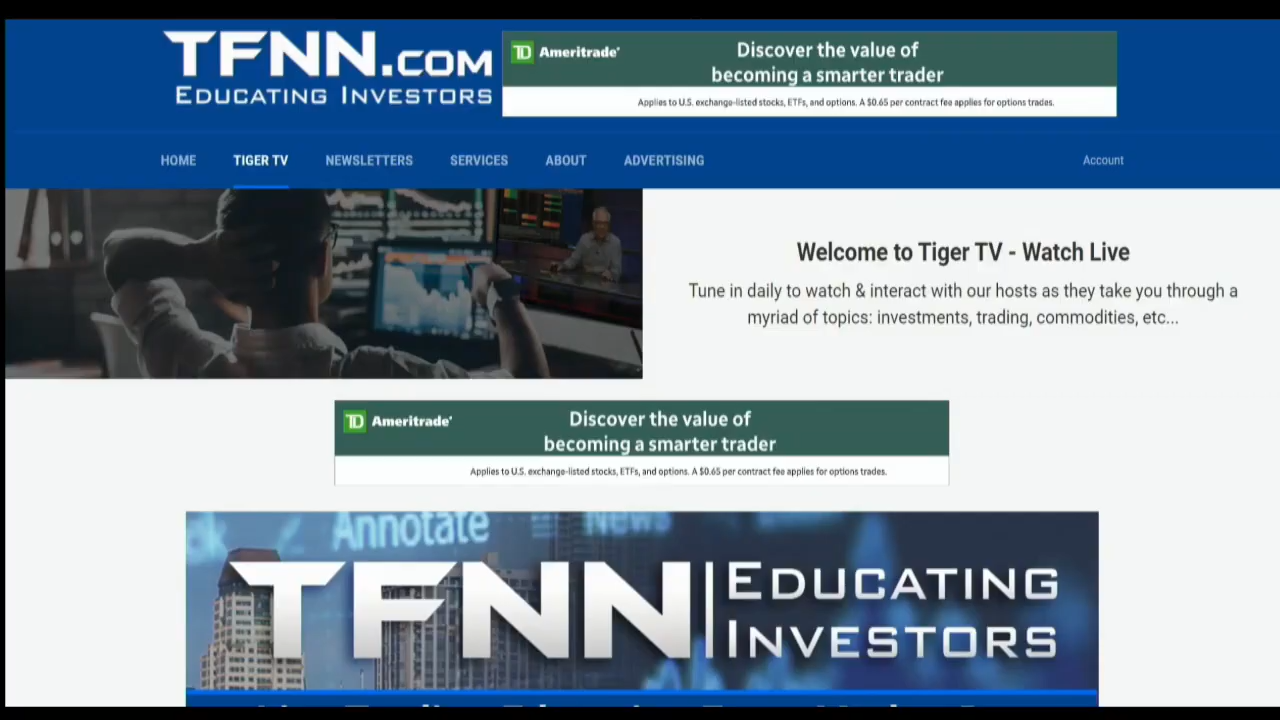 TFNN.COM
EDUCATING INVESTORS
TD Ameritrade
Discover the value of
becoming a smarter trader
Applies to U.S. exchange-listed stocks, ETFs, and options. A $0.65 per contract fee applies for options trades.
HOME TIGER TV NEWSLETTERS SERVICES ABOUT ADVERTISING Account
Welcome to Tiger TV - Watch Live
Tune in daily to watch & interact with our hosts as they take you through a
myriad of topics: investments, trading, commodities, etc...
TD Ameritrade
Discover the value of
becoming a smarter trader
Applies to U.S. exchange-listed stocks, ETFs, and options. A $0.65 per contract fee applies for options trades.
Annotate News
TFNN EDUCATING
INVESTORS